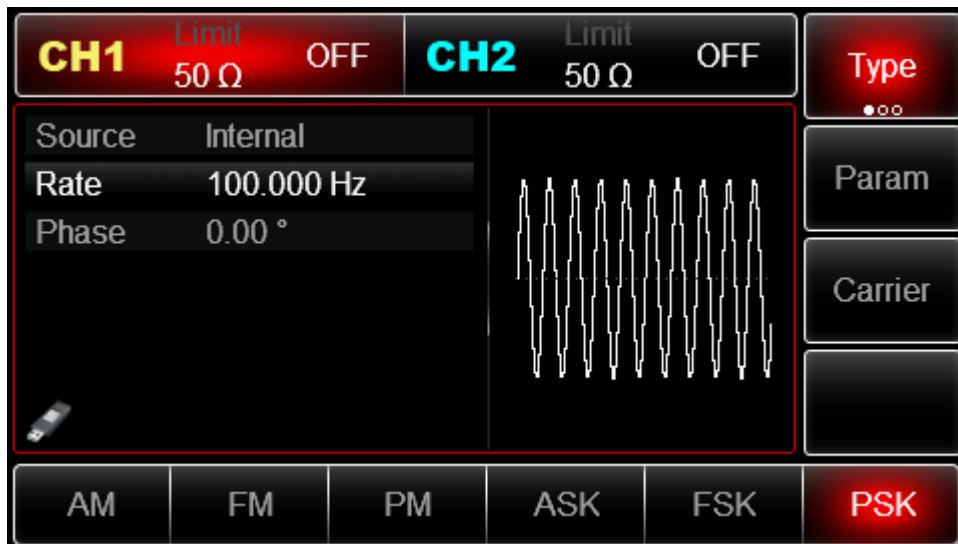 CH1 Limit 50 Ω OFF
CH2 Limit 50 Ω OFF
Type
Source Internal
Rate 100.000 Hz
Phase 0.00 °
Param
Carrier
AM FM PM ASK FSK PSK